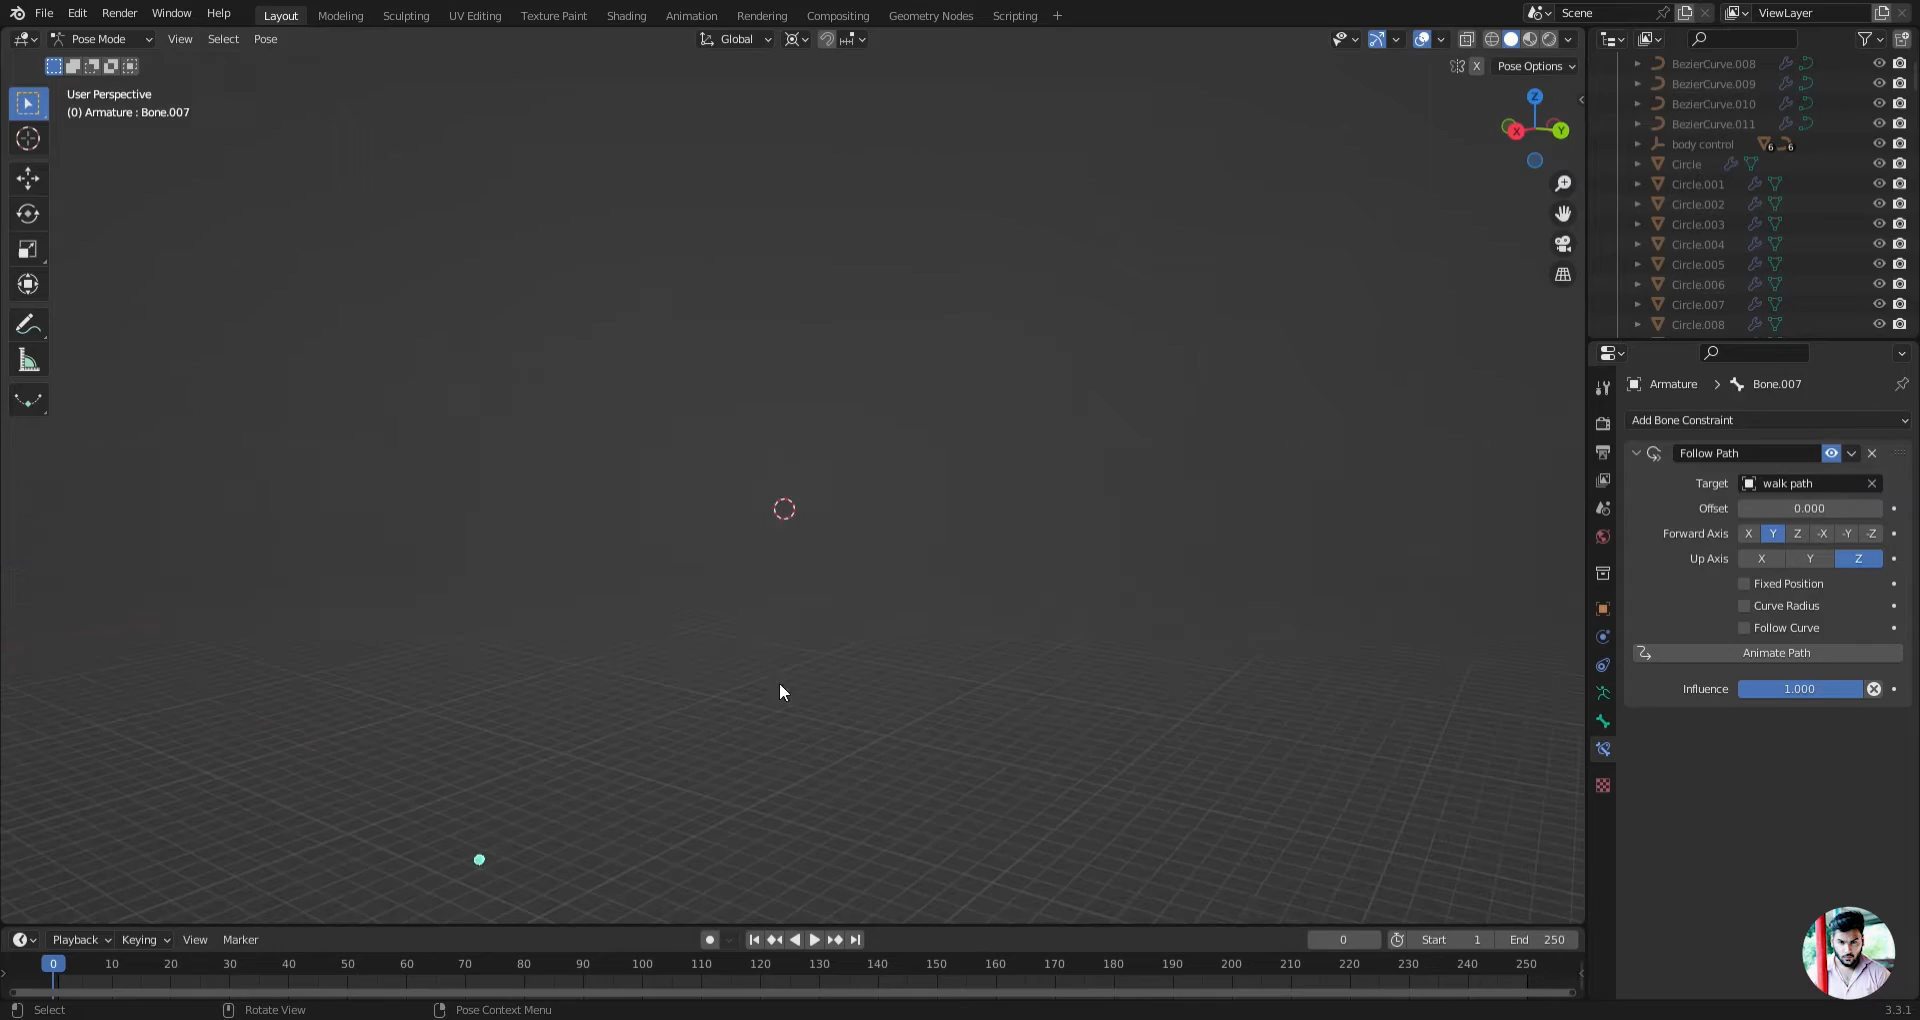 File Edit Render Window Help
Layout Modeling Sculpting UV Editing Texture Paint Shading Animation Rendering Compositing Geometry Nodes Scripting +
Scene
ViewLayer
Pose Mode View Select Pose
Global
X Pose Options
User Perspective
(0) Armature : Bone.007
Z
X
Y
BezierCurve.008
BezierCurve.009
BezierCurve.010
BezierCurve.011
body control 6 6
Circle
Circle.001
Circle.002
Circle.003
Circle.004
Circle.005
Circle.006
Circle.007
Circle.008
Armature > Bone.007
Add Bone Constraint
Follow Path
Target walk path
Offset 0.000
Forward Axis X Y Z -X -Y -Z
Up Axis X Y Z
Fixed Position
Curve Radius
Follow Curve
Animate Path
Influence 1.000
Playback Keying View Marker
0 Start 1 End 250
0 10 20 30 40 50 60 70 80 90 100 110 120 130 140 150 160 170 180 190 200 210 220 230 240 250
Select Rotate View Pose Context Menu
3.3.1